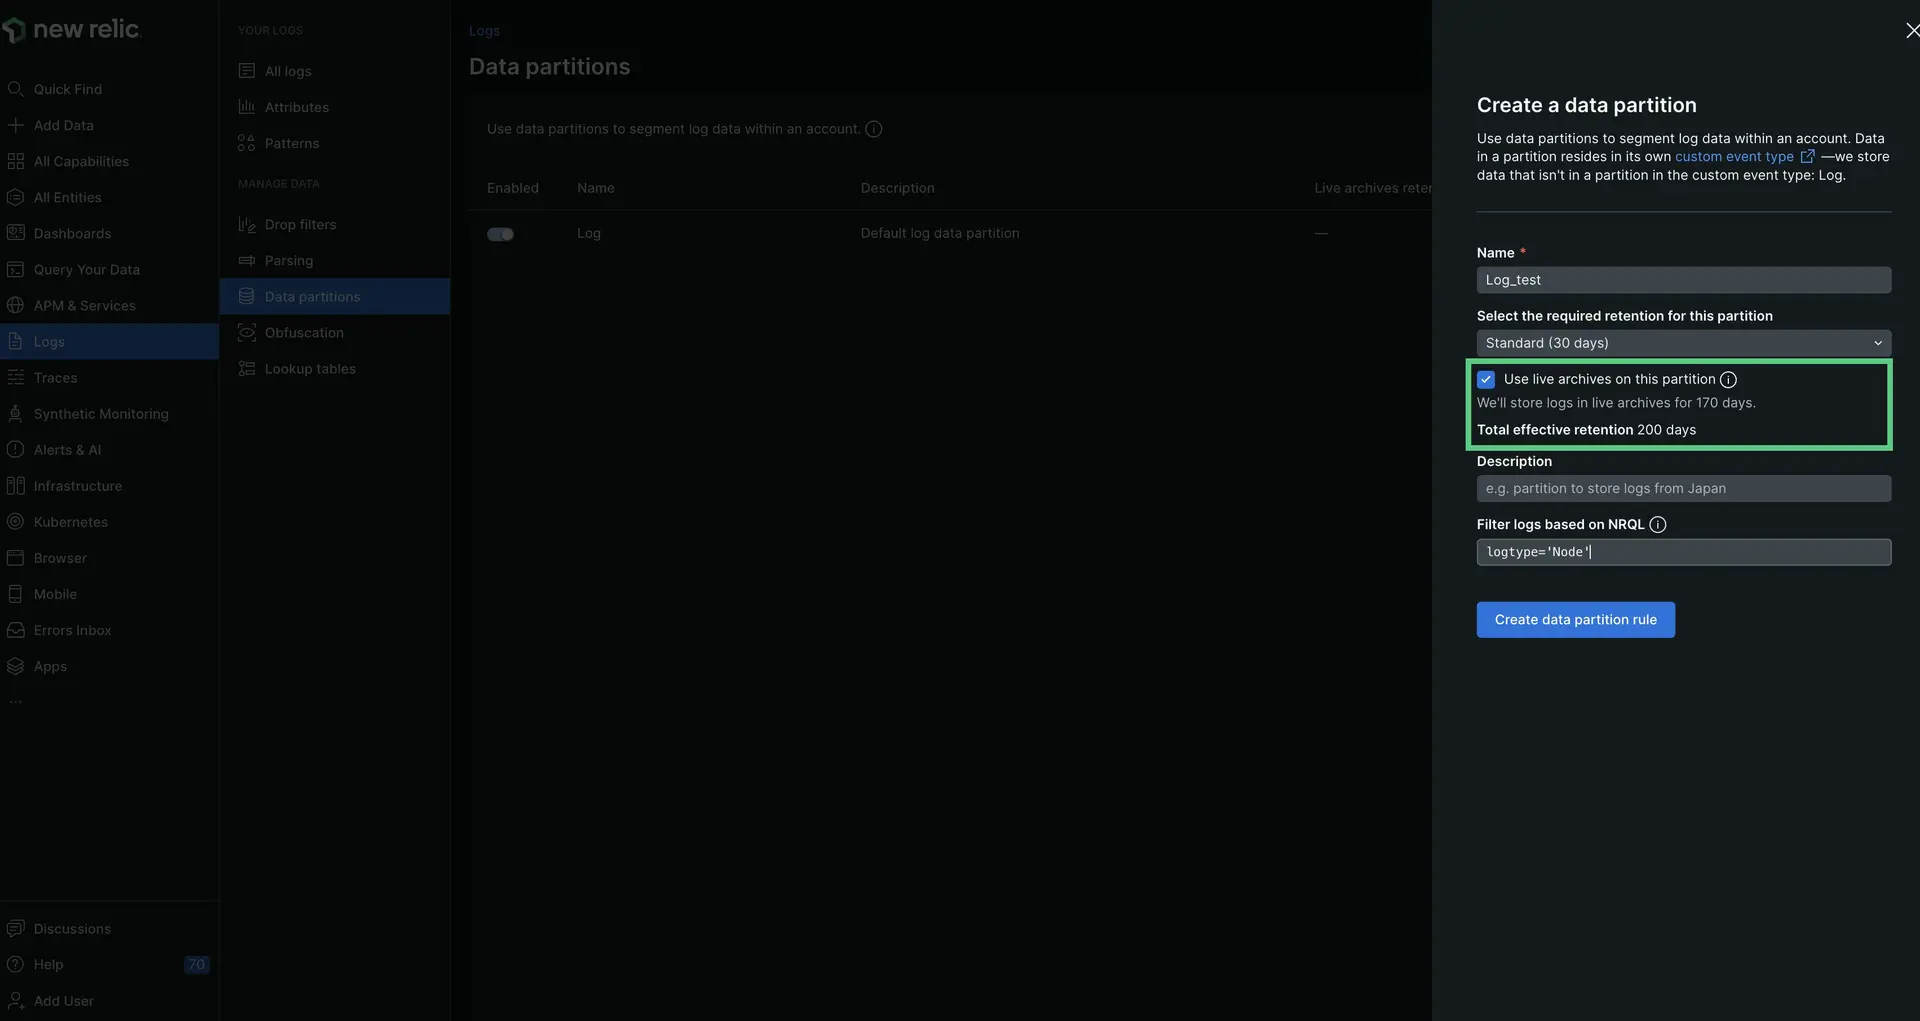 new relic.
Quick Find
Add Data
All Capabilities
All Entities
Dashboards
Query Your Data
APM & Services
Logs
Traces
Synthetic Monitoring
Alerts & AI
Infrastructure
Kubernetes
Browser
Mobile
Errors Inbox
Apps
...
Discussions
Help 70
Add User
YOUR LOGS
All logs
Attributes
Patterns
MANAGE DATA
Drop filters
Parsing
Data partitions
Obfuscation
Lookup tables
Logs
Data partitions
Use data partitions to segment log data within an account.
Enabled Name Description Live archives reter
Log Default log data partition —
Create a data partition
Use data partitions to segment log data within an account. Data
in a partition resides in its own custom event type —we store
data that isn't in a partition in the custom event type: Log.
Name *
Log_test
Select the required retention for this partition
Standard (30 days)
Use live archives on this partition
We'll store logs in live archives for 170 days.
Total effective retention 200 days
Description
e.g. partition to store logs from Japan
Filter logs based on NRQL
logtype='Node'
Create data partition rule